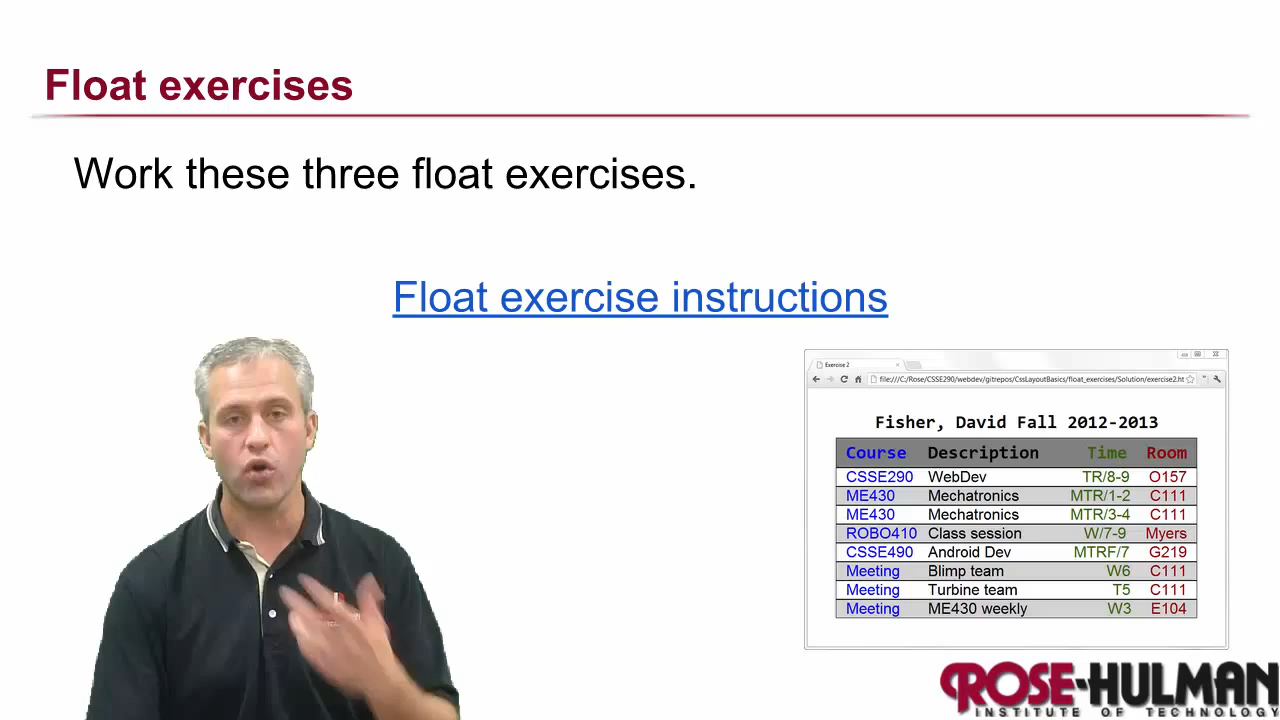 Float exercises
Work these three float exercises.
Float exercise instructions
Exercise 2
file:///C:/Rose/CSSE290/webdev/gitrepos/CssLayoutBasics/float_exercises/Solution/exercise2.ht
Fisher, David Fall 2012-2013
Course Description Time Room
CSSE290 WebDev TR/8-9 O157
ME430 Mechatronics MTR/1-2 C111
ME430 Mechatronics MTR/3-4 C111
ROBO410 Class session W/7-9 Myers
CSSE490 Android Dev MTRF/7 G219
Meeting Blimp team W6 C111
Meeting Turbine team T5 C111
Meeting ME430 weekly W3 E104
ROSE-HULMAN
INSTITUTE OF TECHNOLOGY